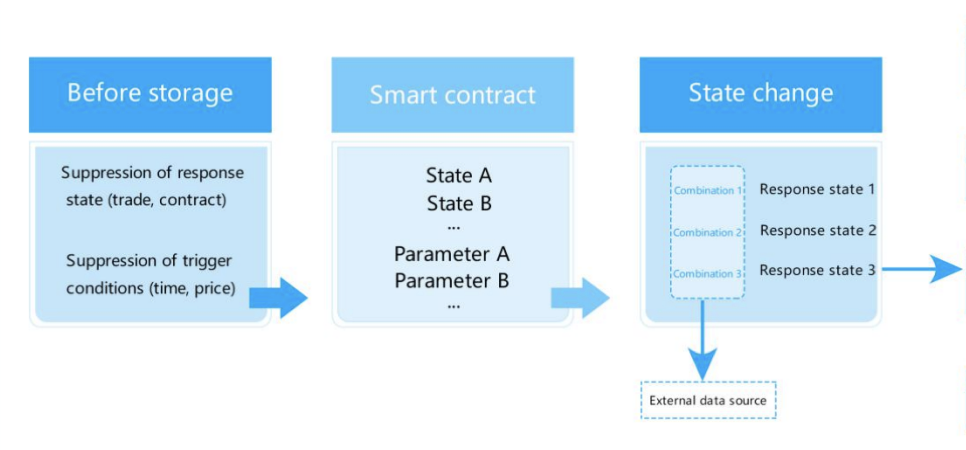 Before storage
Suppression of response
state (trade, contract)
Suppression of trigger
conditions (time, price)
Smart contract
State A
State B
...
Parameter A
Parameter B
...
State change
Combination 1 Response state 1
Combination 2 Response state 2
Combination 3 Response state 3
External data source